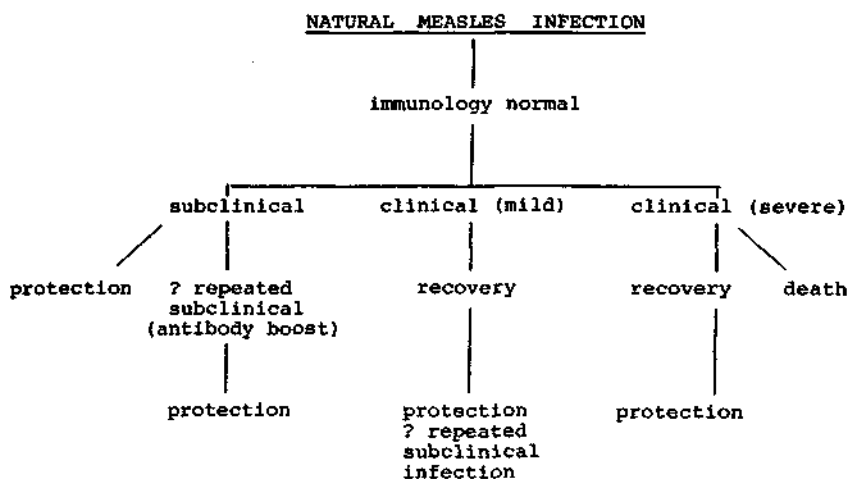 NATURAL MEASLES INFECTION
immunology normal
subclinical clinical (mild) clinical (severe)
protection ? repeated recovery recovery death
subclinical
(antibody boost)
protection protection protection
? repeated
subclinical
infection